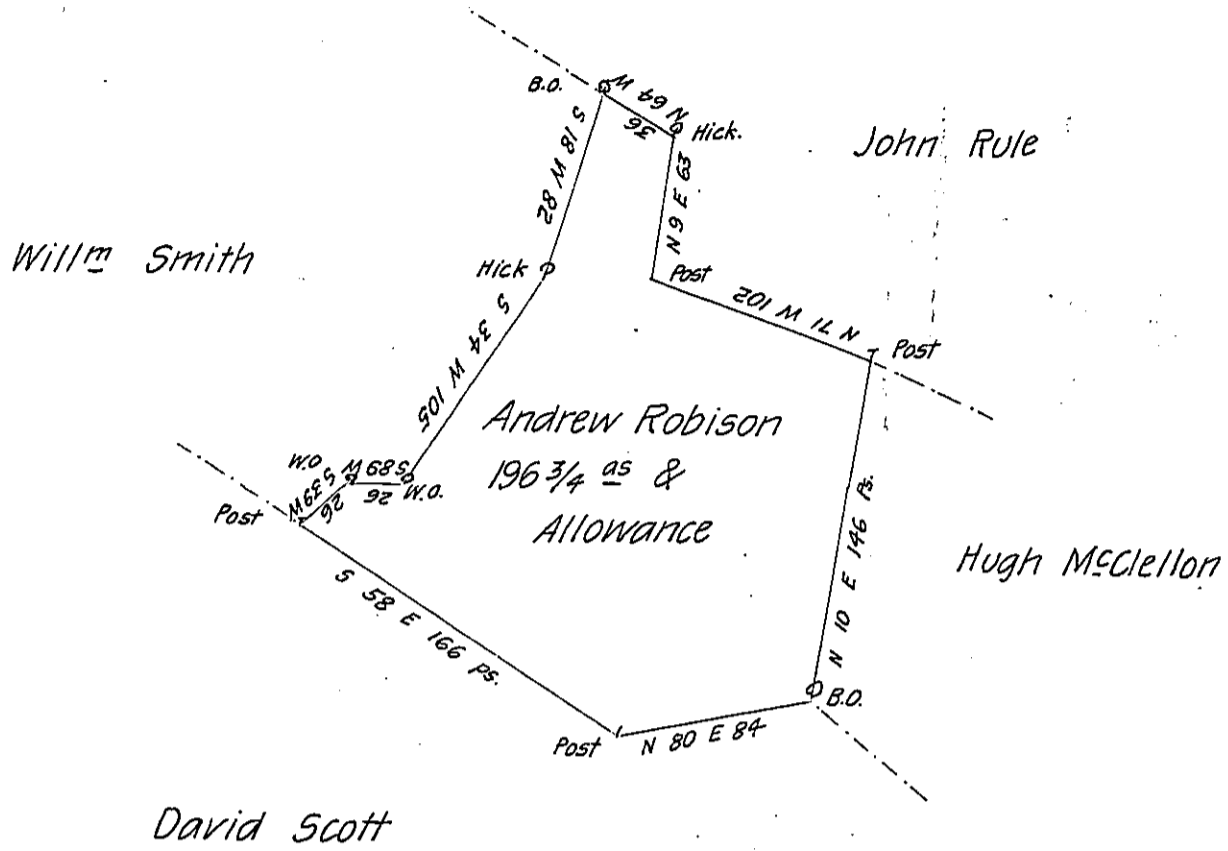 B.O.
N 64 W
36
Hick.
John Rule
S 18 W 82
N 9 E 63
Willm Smith
Hick
Post
N 71 W 102
Post
S 34 W 105
Andrew Robison
196 3/4 as &
Allowance
W.O
S 39 W
26
S 89 W
26
W.O.
Post
N 10 E 146 Ps.
Hugh McClellon
S 58 E 166 ps.
B.O.
Post
N 80 E 84
David Scott